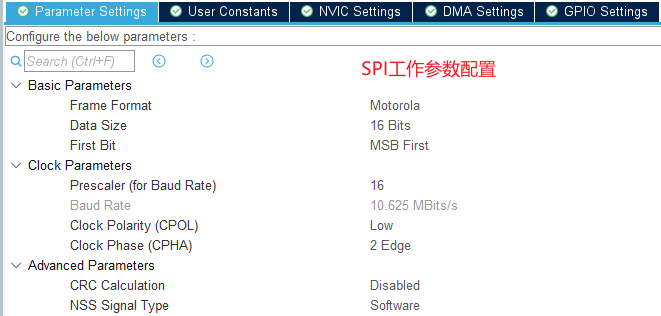 Parameter Settings User Constants NVIC Settings DMA Settings GPIO Settings
Configure the below parameters :
Search (Ctrl+F)
SPI工作参数配置
Basic Parameters
Frame Format Motorola
Data Size 16 Bits
First Bit MSB First
Clock Parameters
Prescaler (for Baud Rate) 16
Baud Rate 10.625 MBits/s
Clock Polarity (CPOL) Low
Clock Phase (CPHA) 2 Edge
Advanced Parameters
CRC Calculation Disabled
NSS Signal Type Software